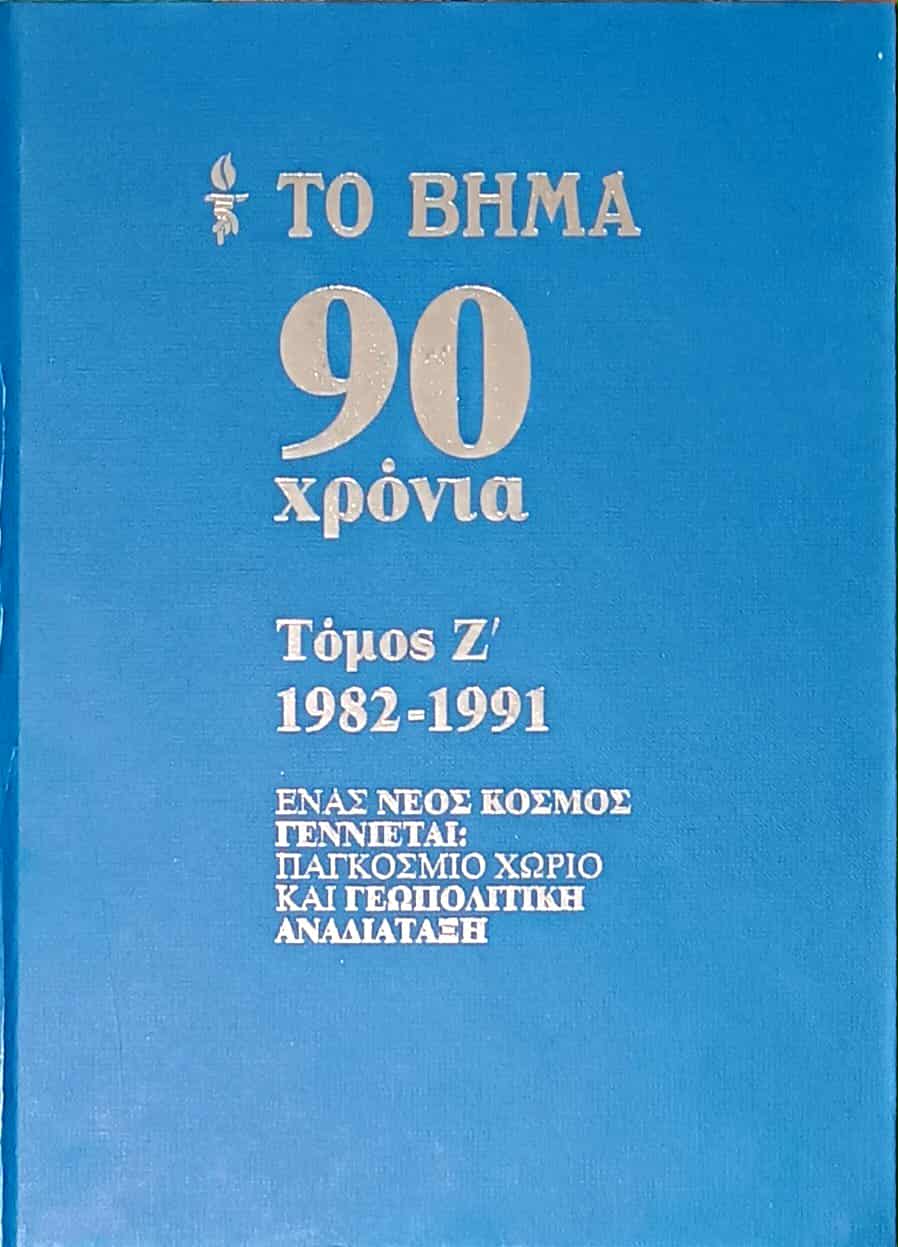 ΤΟ ΒΗΜΑ
90
χρόνια
Τόμος Ζ'
1982-1991
ΕΝΑΣ ΝΕΟΣ ΚΟΣΜΟΣ
ΓΕΝΝΙΕΤΑΙ:
ΠΑΓΚΟΣΜΙΟ ΧΩΡΙΟ
ΚΑΙ ΓΕΩΠΟΛΙΤΙΚΗ
ΑΝΑΔΙΑΤΑΞΗ